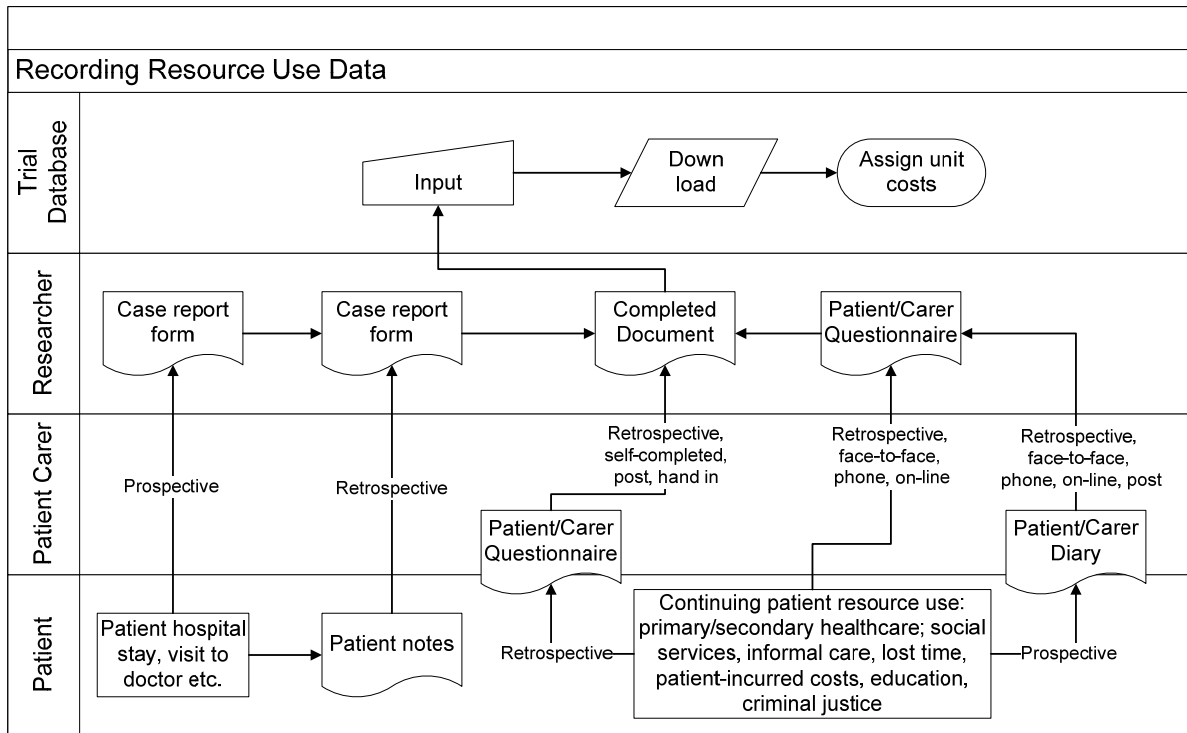 Recording Resource Use Data
Trial
Database
Input
Down
load
Assign unit
costs
Researcher
Case report
form
Case report
form
Completed
Document
Patient/Carer
Questionnaire
Patient Carer
Prospective
Retrospective
Retrospective,
self-completed,
post, hand in
Retrospective,
face-to-face,
phone, on-line
Retrospective,
face-to-face,
phone, on-line, post
Patient/Carer
Questionnaire
Patient/Carer
Diary
Patient
Patient hospital
stay, visit to
doctor etc.
Patient notes
Retrospective
Continuing patient resource use:
primary/secondary healthcare; social
services, informal care, lost time,
patient-incurred costs, education,
criminal justice
Prospective